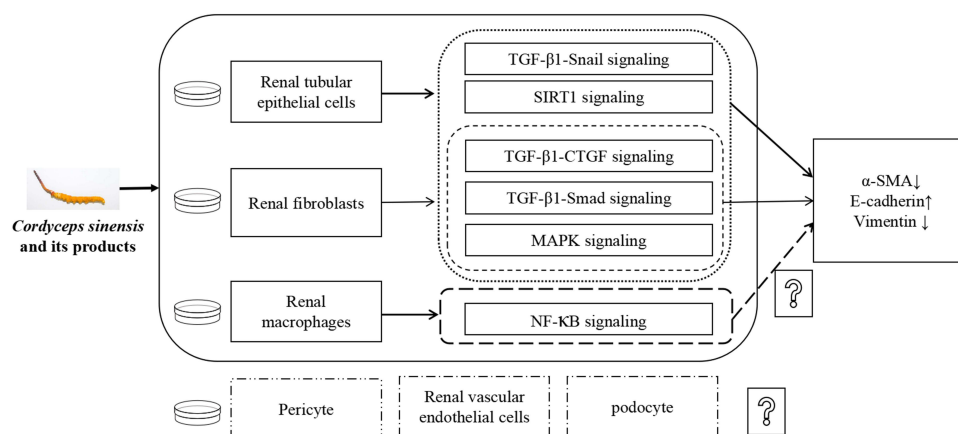 Cordyceps sinensis
and its products
Renal tubular
epithelial cells
TGF-β1-Snail signaling
SIRT1 signaling
Renal fibroblasts
TGF-β1-CTGF signaling
TGF-β1-Smad signaling
MAPK signaling
Renal
macrophages
NF-κB signaling
α-SMA↓
E-cadherin↑
Vimentin ↓
?
Pericyte
Renal vascular
endothelial cells
podocyte
?